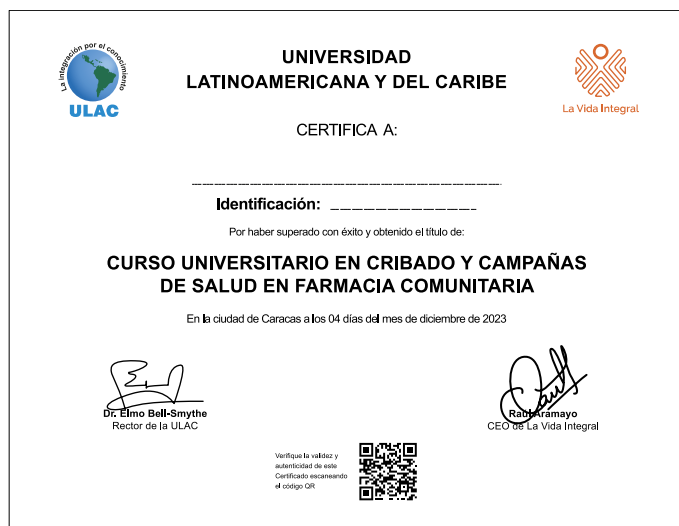 La integración por el conocimiento
ULAC
UNIVERSIDAD
LATINOAMERICANA Y DEL CARIBE
La Vida Integral
CERTIFICA A:
Identificación:
Por haber superado con éxito y obtenido el título de:
CURSO UNIVERSITARIO EN CRIBADO Y CAMPAÑAS
DE SALUD EN FARMACIA COMUNITARIA
En la ciudad de Caracas a los 04 días del mes de diciembre de 2023
Dr. Elmo Bell-Smythe
Rector de la ULAC
Raúl Aramayo
CEO de La Vida Integral
Verifique la validez y
autenticidad de este
Certificado escaneando
el código QR